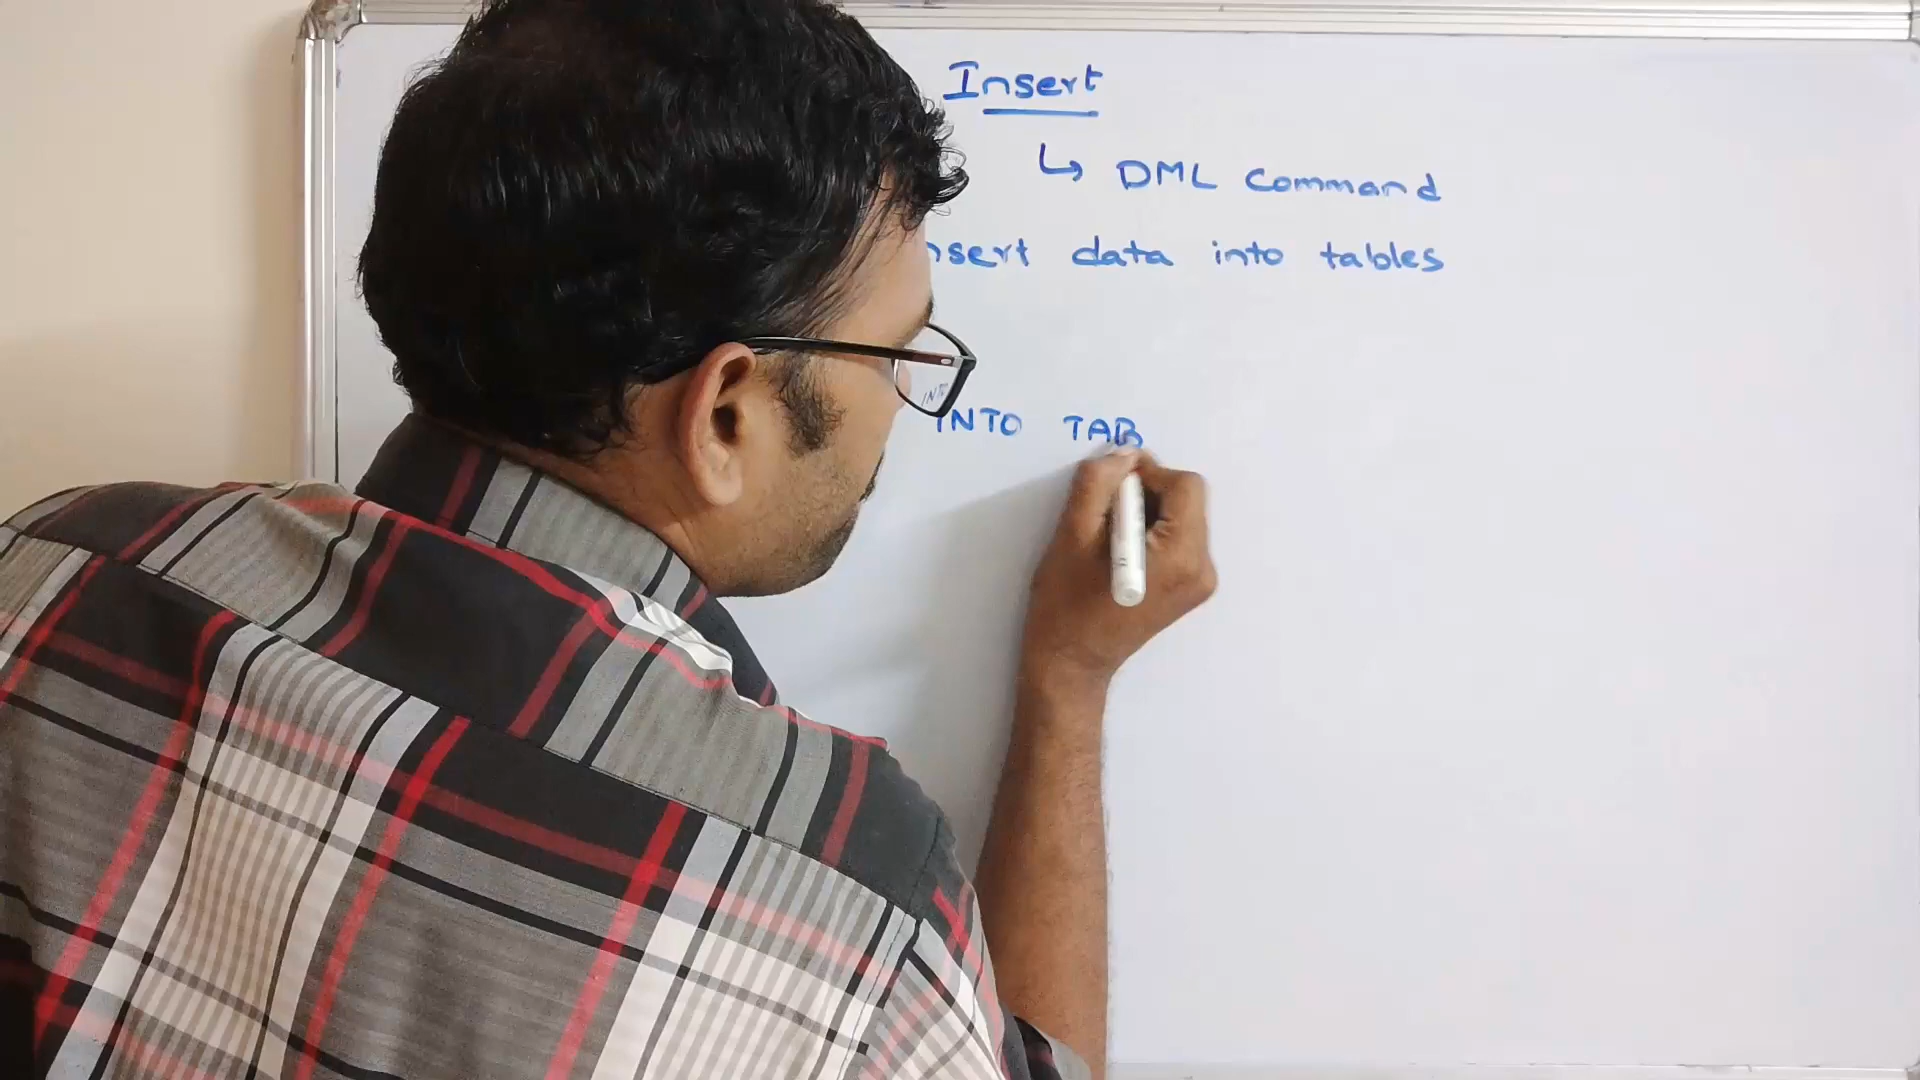 Insert
↳ DML Command
nsert data into tables
INTO TAB